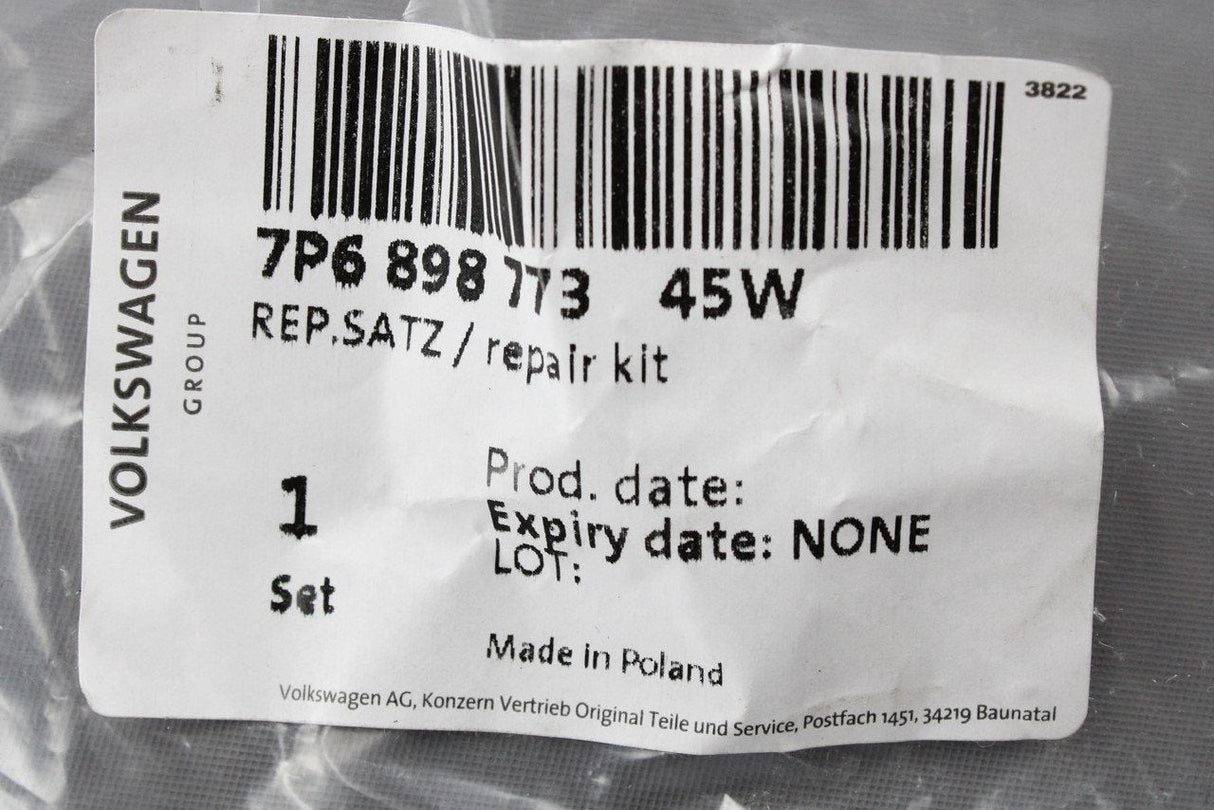 3822
VOLKSWAGEN
GROUP
7P6 898 773 45W
REP.SATZ / repair kit
1
Set
Prod. date:
Expiry date: NONE
LOT:
Made in Poland
Volkswagen AG, Konzern Vertrieb Original Teile und Service, Postfach 1451, 34219 Baunatal